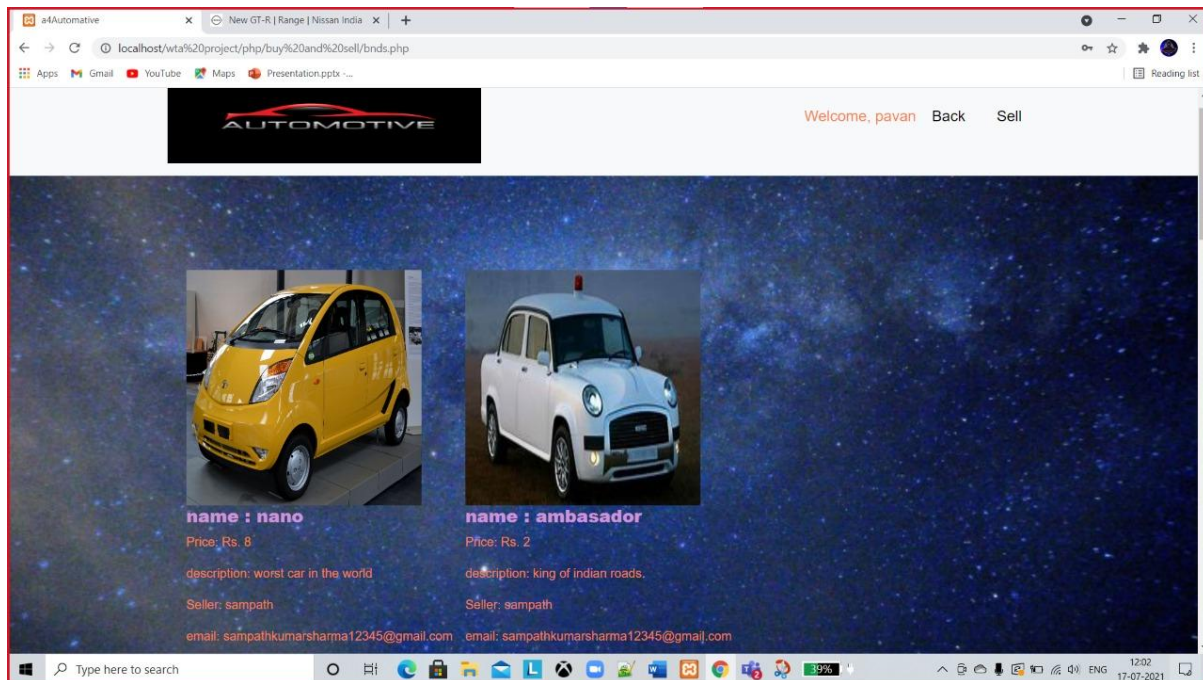 a4Automative
New GT-R | Range | Nissan India
localhost/wta%20project/php/buy%20and%20sell/bnds.php
Apps Gmail YouTube Maps Presentation.pptx -... Reading list
AUTOMOTIVE
Welcome, pavan Back Sell
name : nano
Price: Rs. 8
description: worst car in the world
Seller: sampath
email: sampathkumarsharma12345@gmail.com
name : ambasador
Price: Rs. 2
description: king of indian roads.
Seller: sampath
email: sampathkumarsharma12345@gmail.com
Type here to search
39%
ENG
12:02
17-07-2021